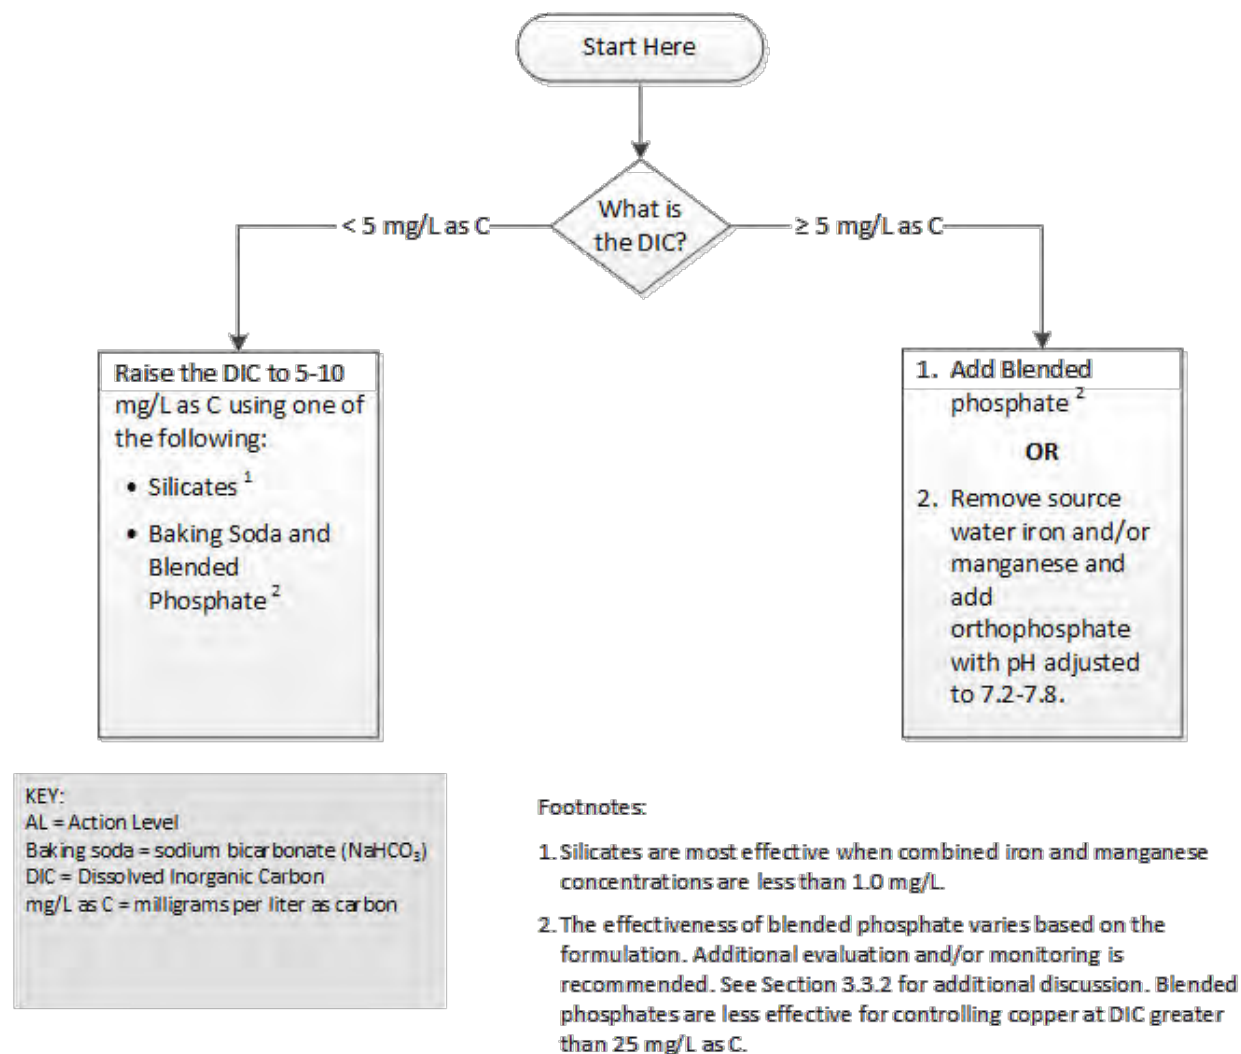 Start Here
What is
the DIC?
< 5 mg/L as C
≥ 5 mg/L as C
Raise the DIC to 5-10
mg/L as C using one of
the following:
• Silicates 1
• Baking Soda and
Blended
Phosphate 2
1. Add Blended
phosphate 2
OR
2. Remove source
water iron and/or
manganese and
add
orthophosphate
with pH adjusted
to 7.2-7.8.
KEY:
AL = Action Level
Baking soda = sodium bicarbonate (NaHCO3)
DIC = Dissolved Inorganic Carbon
mg/L as C = milligrams per liter as carbon
Footnotes:
1. Silicates are most effective when combined iron and manganese
concentrations are less than 1.0 mg/L.
2. The effectiveness of blended phosphate varies based on the
formulation. Additional evaluation and/or monitoring is
recommended. See Section 3.3.2 for additional discussion. Blended
phosphates are less effective for controlling copper at DIC greater
than 25 mg/L as C.